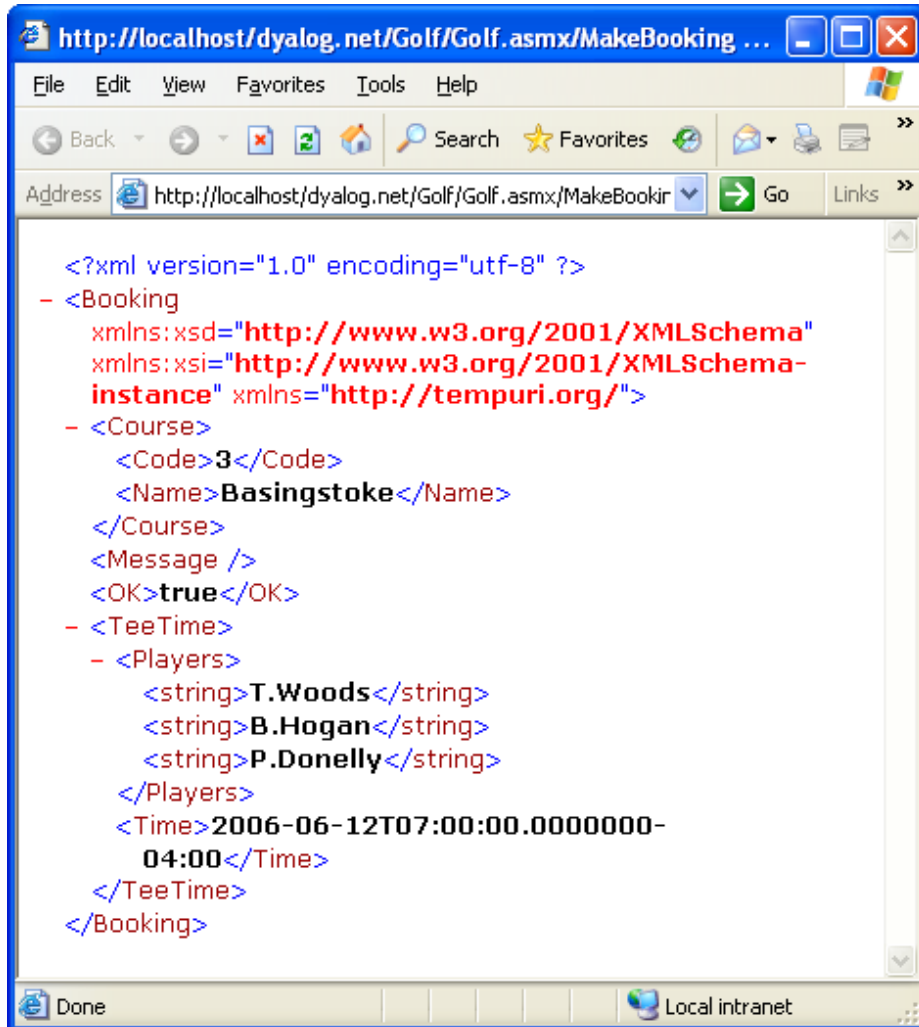 http://localhost/dyalog.net/Golf/Golf.asmx/MakeBooking ...
File Edit View Favorites Tools Help
Back Search Favorites »
Address http://localhost/dyalog.net/Golf/Golf.asmx/MakeBookir Go Links »
<?xml version="1.0" encoding="utf-8" ?>
- <Booking
xmlns:xsd="http://www.w3.org/2001/XMLSchema"
xmlns:xsi="http://www.w3.org/2001/XMLSchema-
instance" xmlns="http://tempuri.org/">
- <Course>
<Code>3</Code>
<Name>Basingstoke</Name>
</Course>
<Message />
<OK>true</OK>
- <TeeTime>
- <Players>
<string>T.Woods</string>
<string>B.Hogan</string>
<string>P.Donelly</string>
</Players>
<Time>2006-06-12T07:00:00.0000000-
04:00</Time>
</TeeTime>
</Booking>
Done Local intranet